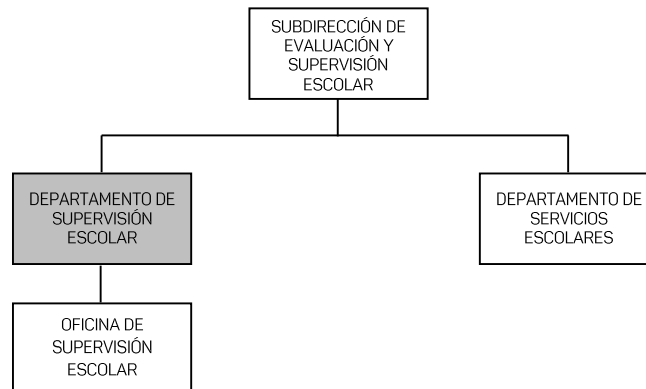 SUBDIRECCIÓN DE
EVALUACIÓN Y
SUPERVISIÓN
ESCOLAR
DEPARTAMENTO DE
SUPERVISIÓN
ESCOLAR
DEPARTAMENTO DE
SERVICIOS
ESCOLARES
OFICINA DE
SUPERVISIÓN
ESCOLAR